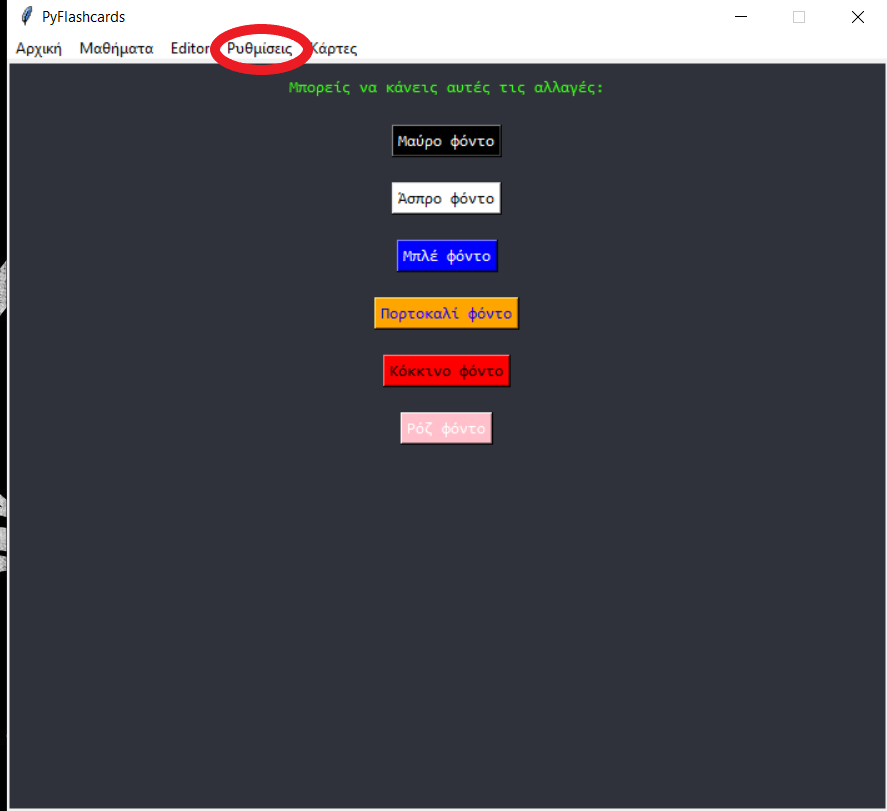 PyFlashcards
Αρχική Μαθήματα Editor Ρυθμίσεις Κάρτες
Μπορείς να κάνεις αυτές τις αλλαγές:
Μαύρο φόντο
Άσπρο φόντο
Μπλέ φόντο
Πορτοκαλί φόντο
Κόκκινο φόντο
Ρόζ φόντο